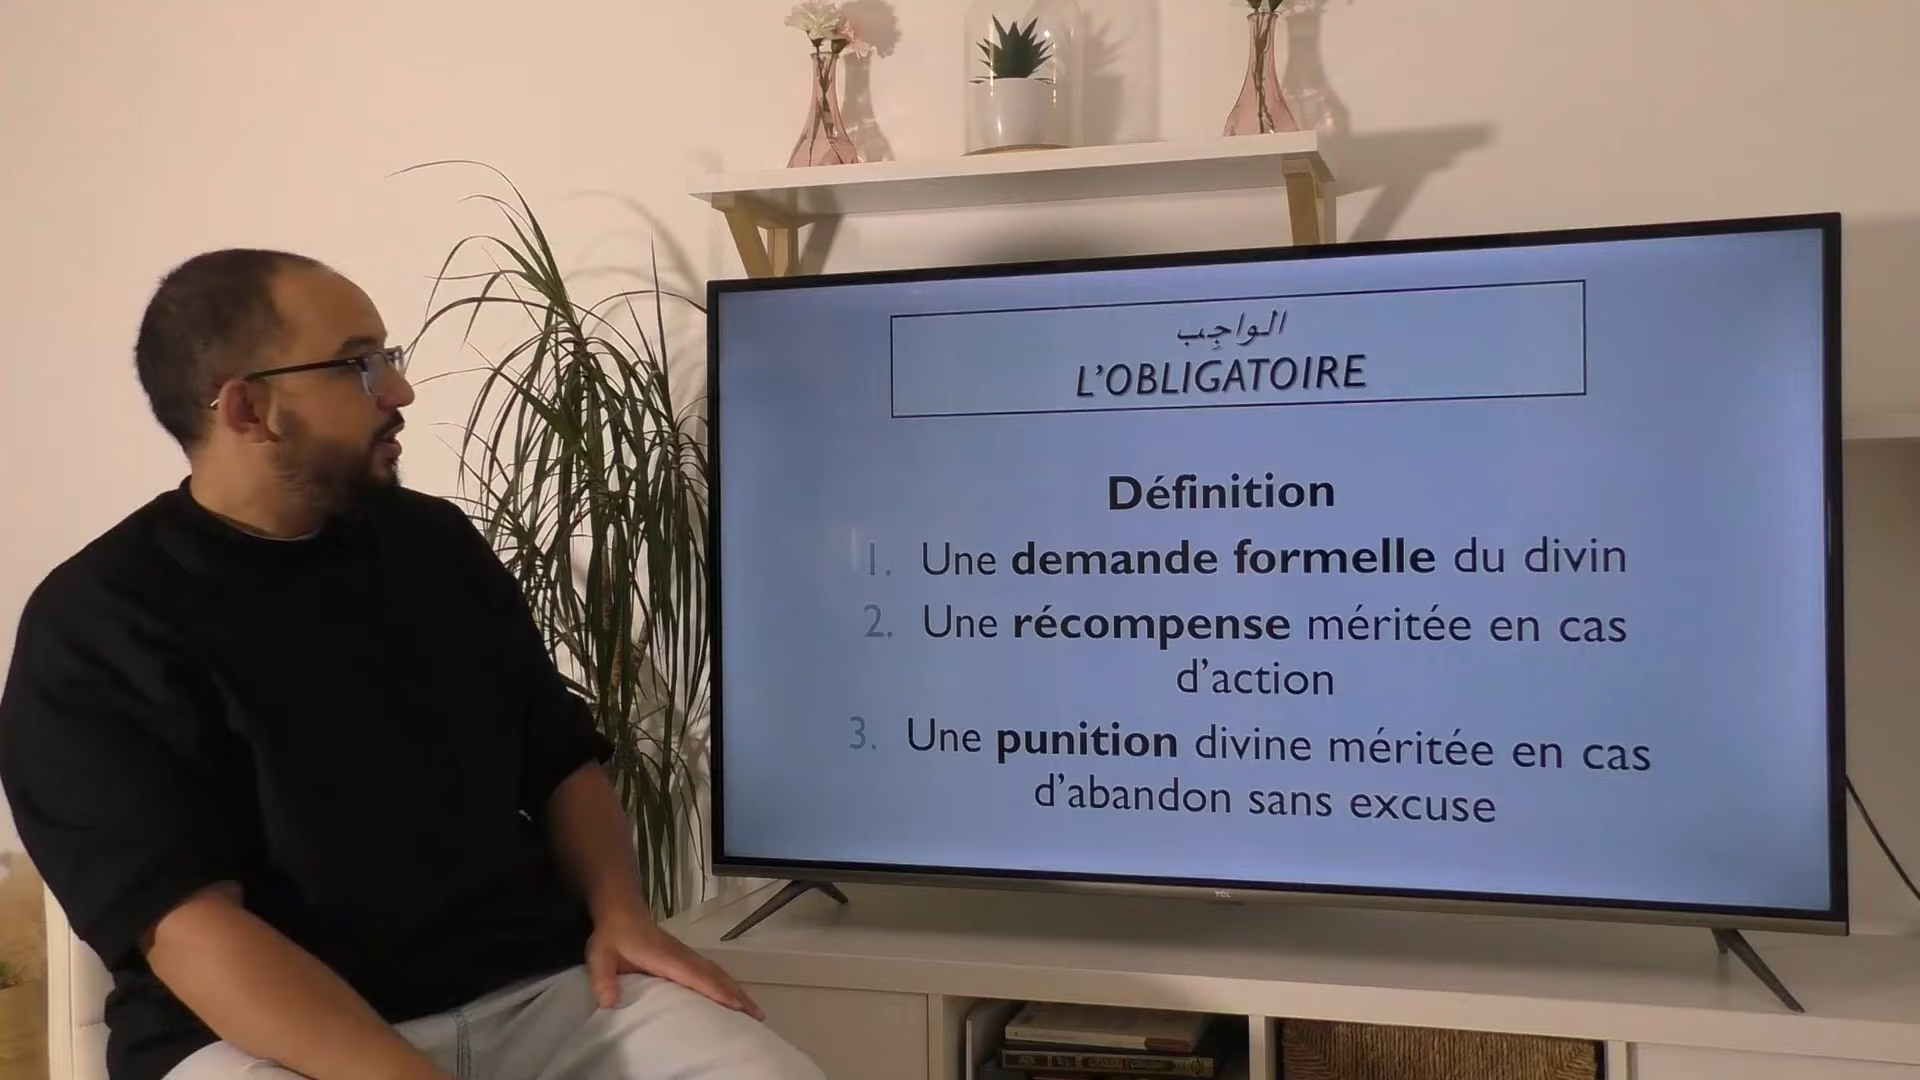 الواجِب
L'OBLIGATOIRE
Définition
1. Une demande formelle du divin
2. Une récompense méritée en cas
d'action
3. Une punition divine méritée en cas
d'abandon sans excuse
TCL